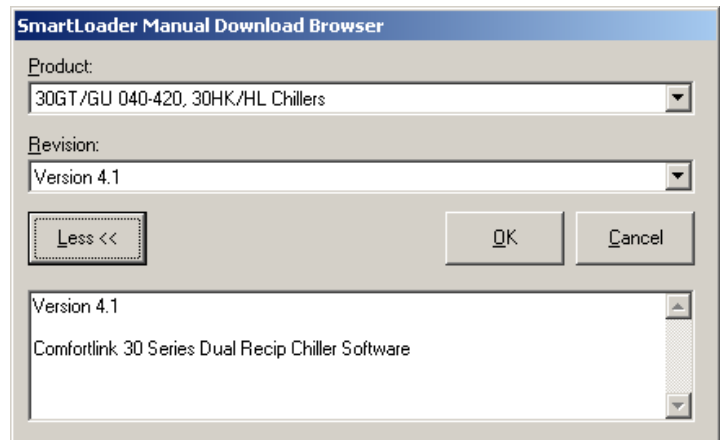 SmartLoader Manual Download Browser
Product:
30GT/GU 040-420, 30HK/HL Chillers
Revision:
Version 4.1
Less <<
OK
Cancel
Version 4.1
Comfortlink 30 Series Dual Recip Chiller Software